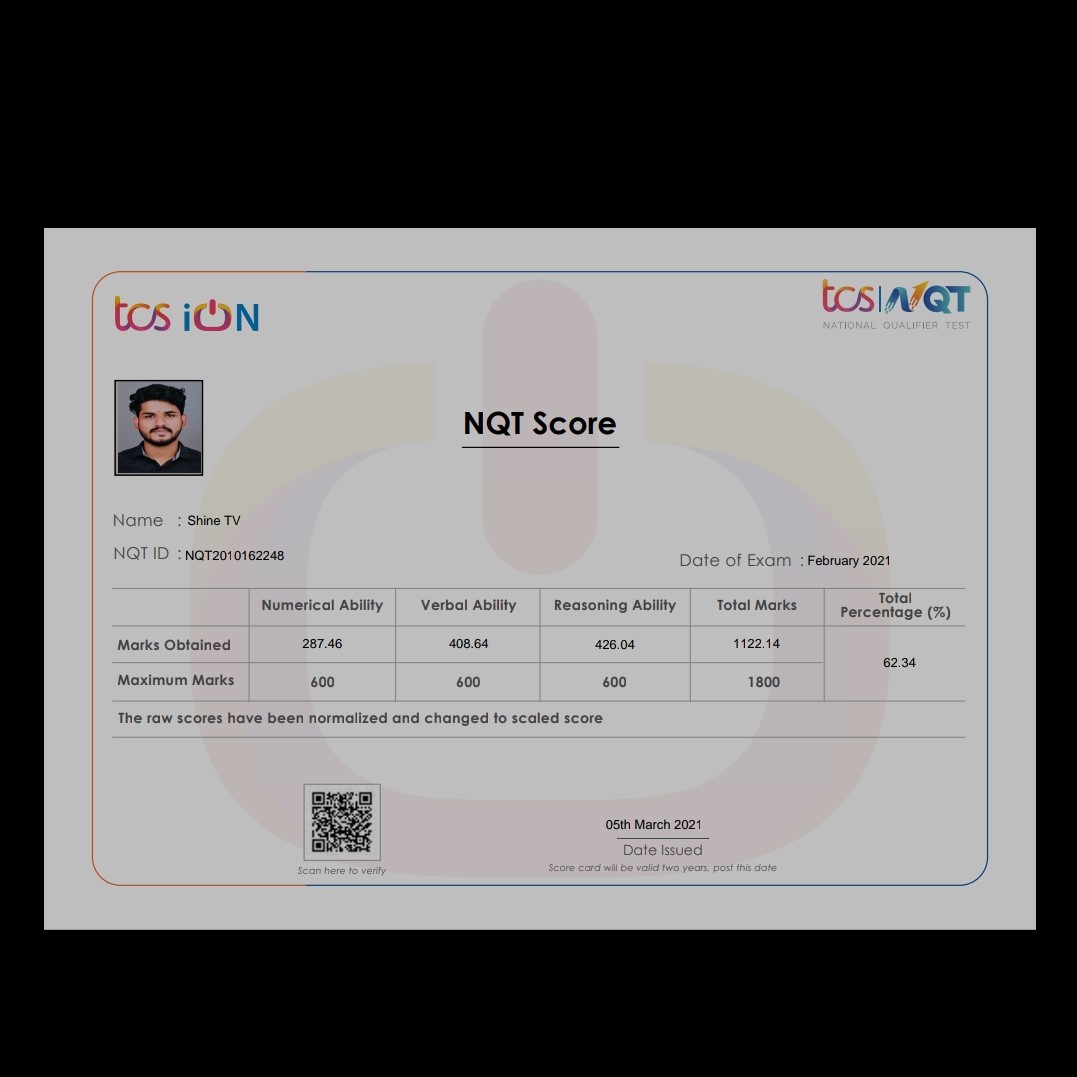 tcs iON
tcs|NQT
NATIONAL QUALIFIER TEST
NQT Score
Name : Shine TV
NQT ID : NQT2010162248
Date of Exam : February 2021
Numerical Ability Verbal Ability Reasoning Ability Total Marks Total Percentage (%)
Marks Obtained 287.46 408.64 426.04 1122.14 62.34
Maximum Marks 600 600 600 1800
The raw scores have been normalized and changed to scaled score
05th March 2021
Date Issued
Scan here to verify
Score card will be valid two years, post this date